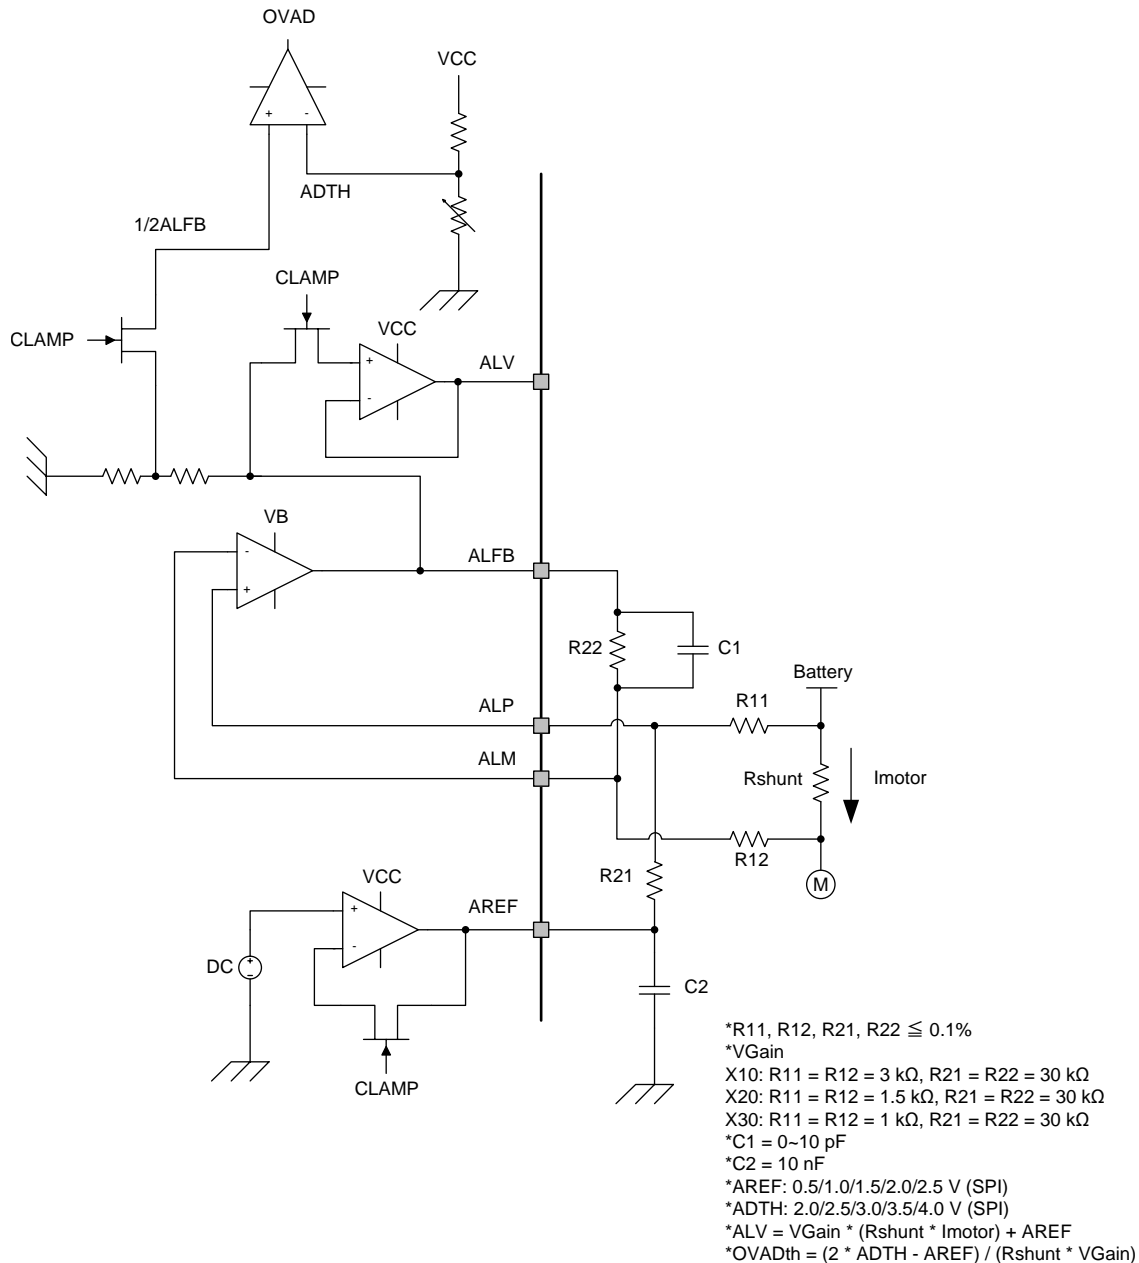 OVAD
VCC
+ -
ADTH
1/2ALFB
CLAMP
CLAMP
VCC
ALV
+
-
VB
ALFB
-
+
R22
C1
Battery
R11
ALP
ALM
Rshunt
Imotor
R12
M
R21
VCC
AREF
+
-
DC
+
-
C2
CLAMP
*R11, R12, R21, R22 ≦ 0.1%
*VGain
X10: R11 = R12 = 3 kΩ, R21 = R22 = 30 kΩ
X20: R11 = R12 = 1.5 kΩ, R21 = R22 = 30 kΩ
X30: R11 = R12 = 1 kΩ, R21 = R22 = 30 kΩ
*C1 = 0~10 pF
*C2 = 10 nF
*AREF: 0.5/1.0/1.5/2.0/2.5 V (SPI)
*ADTH: 2.0/2.5/3.0/3.5/4.0 V (SPI)
*ALV = VGain * (Rshunt * Imotor) + AREF
*OVADth = (2 * ADTH - AREF) / (Rshunt * VGain)